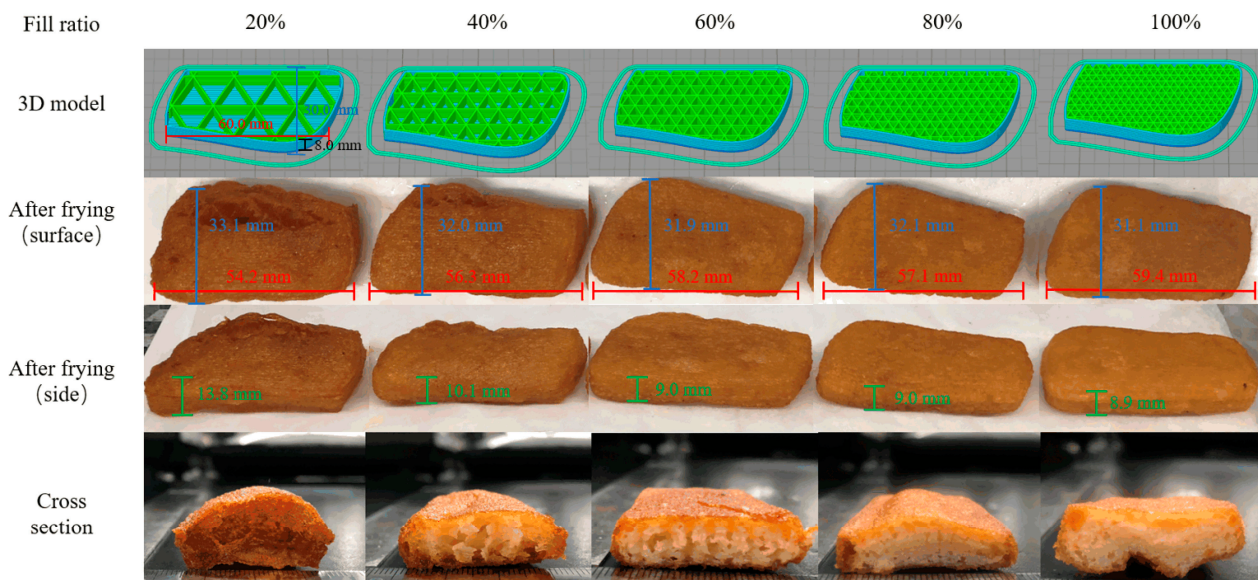 Fill ratio 20% 40% 60% 80% 100%
3D model
30.0 mm
60.0 mm
8.0 mm
After frying
(surface)
33.1 mm 32.0 mm 31.9 mm 32.1 mm 31.1 mm
54.2 mm 56.3 mm 58.2 mm 57.1 mm 59.4 mm
After frying
(side)
13.8 mm 10.1 mm 9.0 mm 9.0 mm 8.9 mm
Cross
section